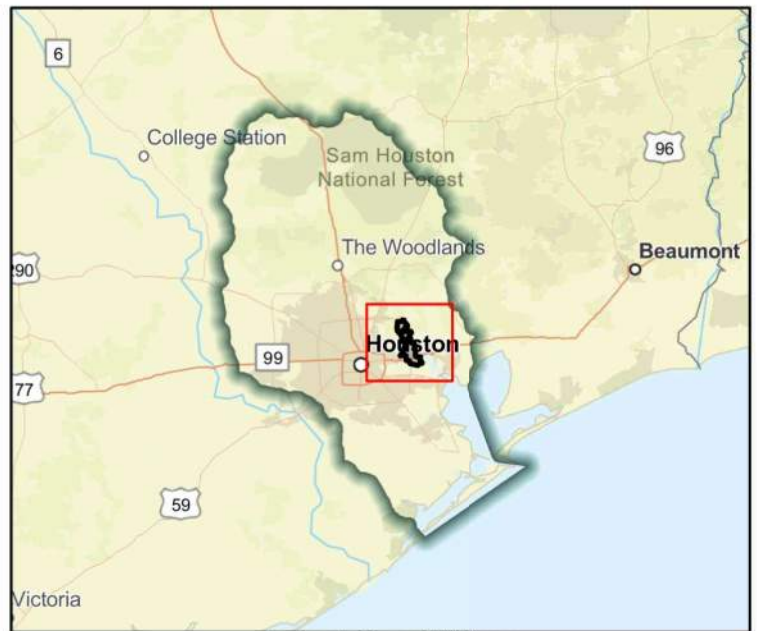 6
College Station
Sam Houston
National Forest
96
The Woodlands
Beaumont
290
Houston
99
77
59
Victoria